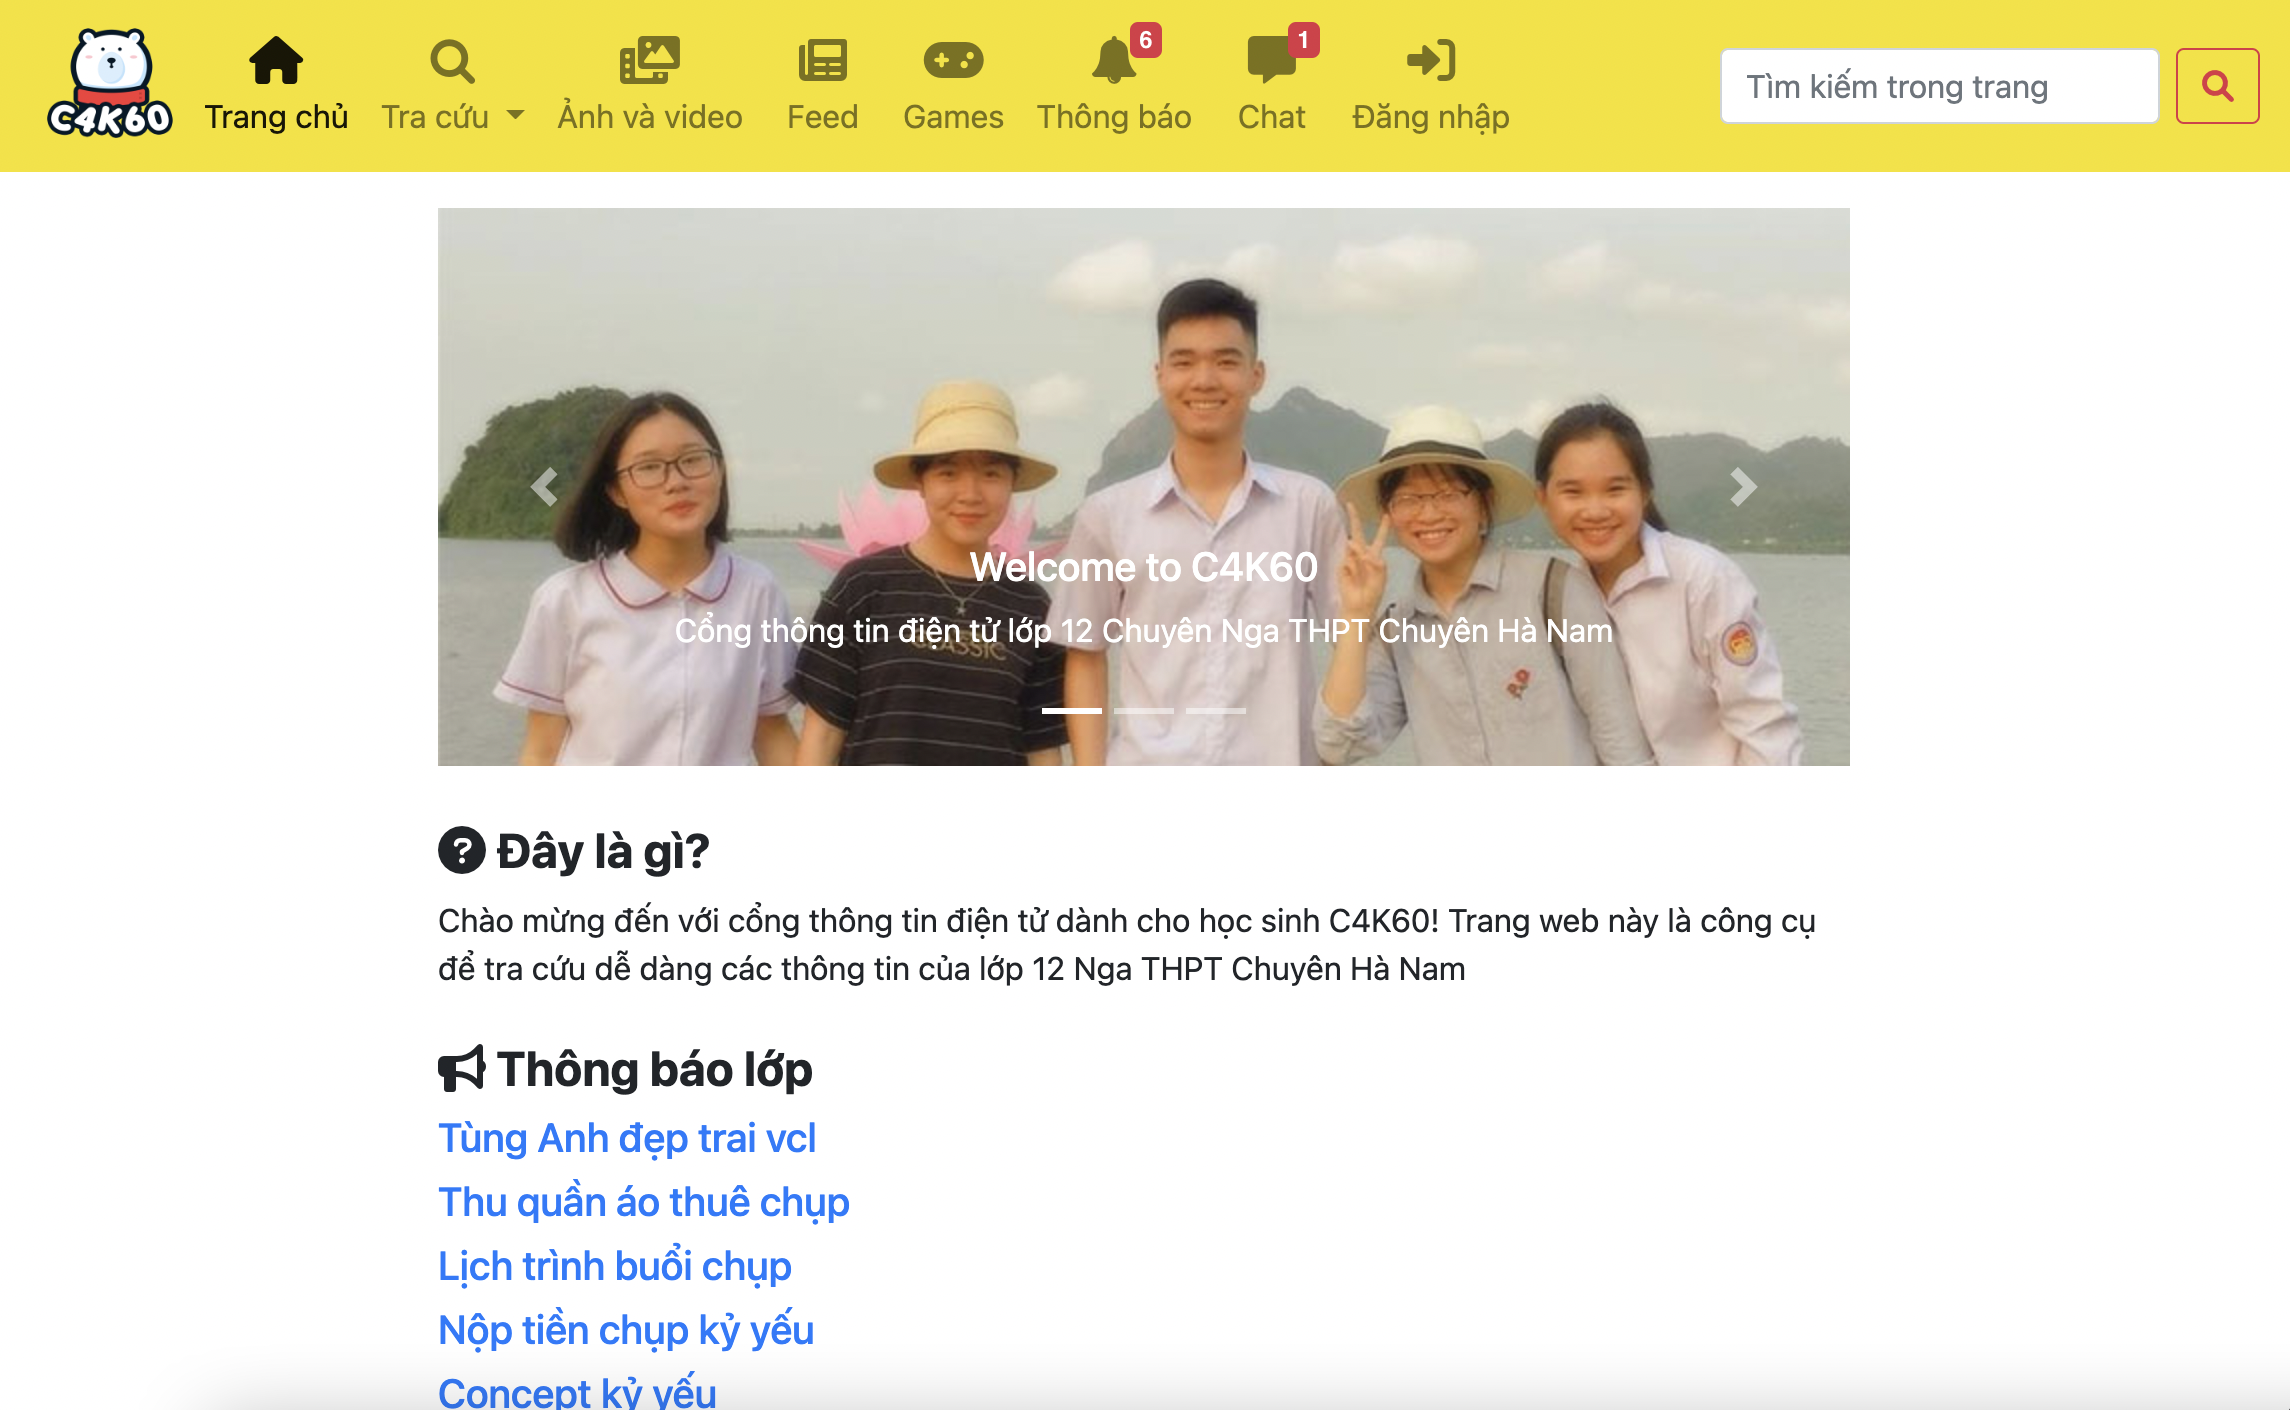 C4K60
Trang chủ
Tra cứu
Ảnh và video
Feed
Games
6
Thông báo
1
Chat
Đăng nhập
Tìm kiếm trong trang
Welcome to C4K60
Cổng thông tin điện tử lớp 12 Chuyên Nga THPT Chuyên Hà Nam
CLASSIC
Đây là gì?
Chào mừng đến với cổng thông tin điện tử dành cho học sinh C4K60! Trang web này là công cụ
để tra cứu dễ dàng các thông tin của lớp 12 Nga THPT Chuyên Hà Nam
Thông báo lớp
Tùng Anh đẹp trai vcl
Thu quần áo thuê chụp
Lịch trình buổi chụp
Nộp tiền chụp kỷ yếu
Concept kỷ yếu